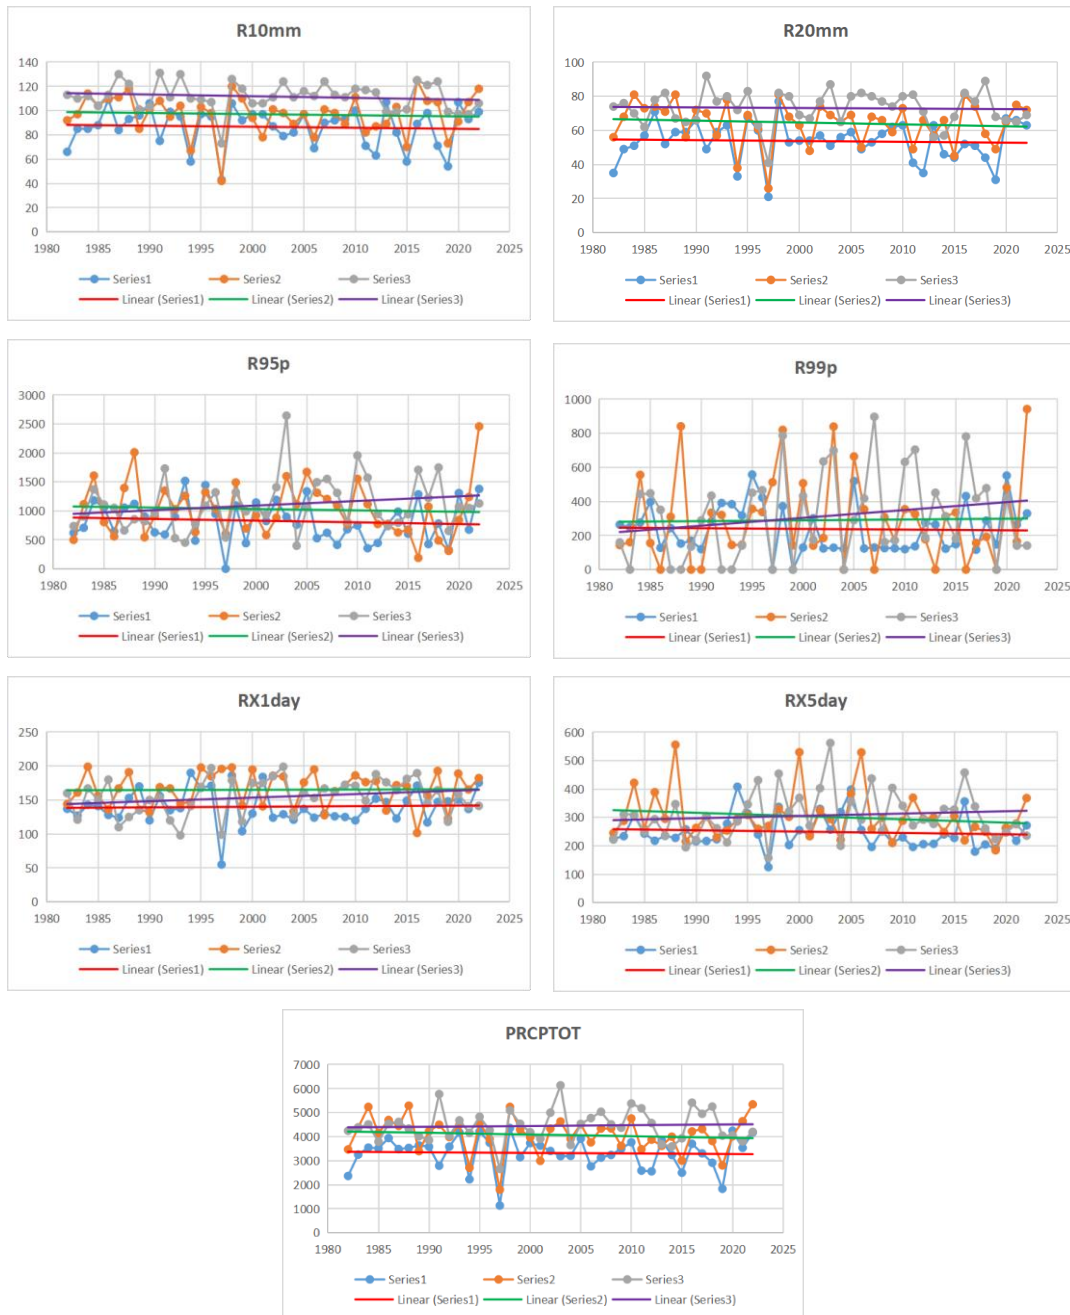 R10mm
140
120
100
80
60
40
20
0
1980 1985 1990 1995 2000 2005 2010 2015 2020 2025
Series1 Series2 Series3
Linear (Series1) Linear (Series2) Linear (Series3)
R20mm
100
80
60
40
20
0
1980 1985 1990 1995 2000 2005 2010 2015 2020 2025
Series1 Series2 Series3
Linear (Series1) Linear (Series2) Linear (Series3)
R95p
3000
2500
2000
1500
1000
500
0
1980 1985 1990 1995 2000 2005 2010 2015 2020 2025
Series1 Series2 Series3
Linear (Series1) Linear (Series2) Linear (Series3)
R99p
1000
800
600
400
200
0
1980 1985 1990 1995 2000 2005 2010 2015 2020 2025
Series1 Series2 Series3
Linear (Series1) Linear (Series2) Linear (Series3)
RX1day
250
200
150
100
50
0
1980 1985 1990 1995 2000 2005 2010 2015 2020 2025
Series1 Series2 Series3
Linear (Series1) Linear (Series2) Linear (Series3)
RX5day
600
500
400
300
200
100
0
1980 1985 1990 1995 2000 2005 2010 2015 2020 2025
Series1 Series2 Series3
Linear (Series1) Linear (Series2) Linear (Series3)
PRCPTOT
7000
6000
5000
4000
3000
2000
1000
0
1980 1985 1990 1995 2000 2005 2010 2015 2020 2025
Series1 Series2 Series3
Linear (Series1) Linear (Series2) Linear (Series3)